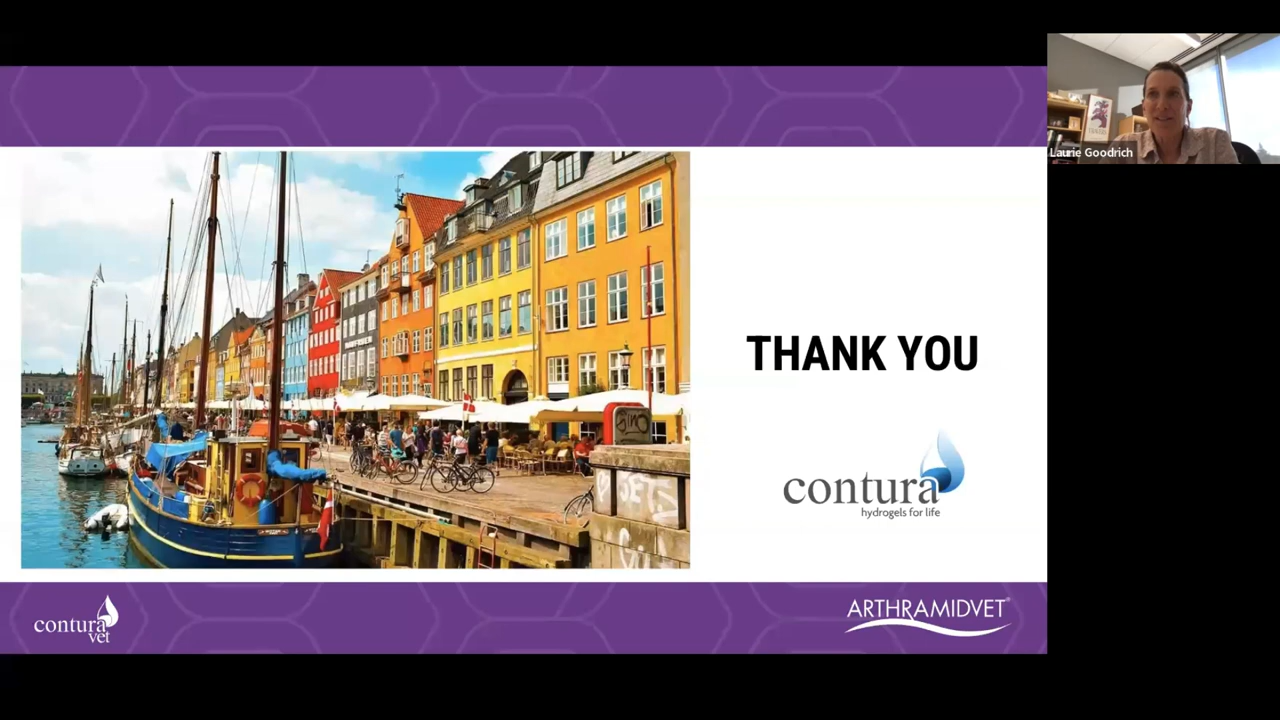 Laurie Goodrich
THANK YOU
contura
hydrogels for life
contura
vet
ARTHRAMIDVET®